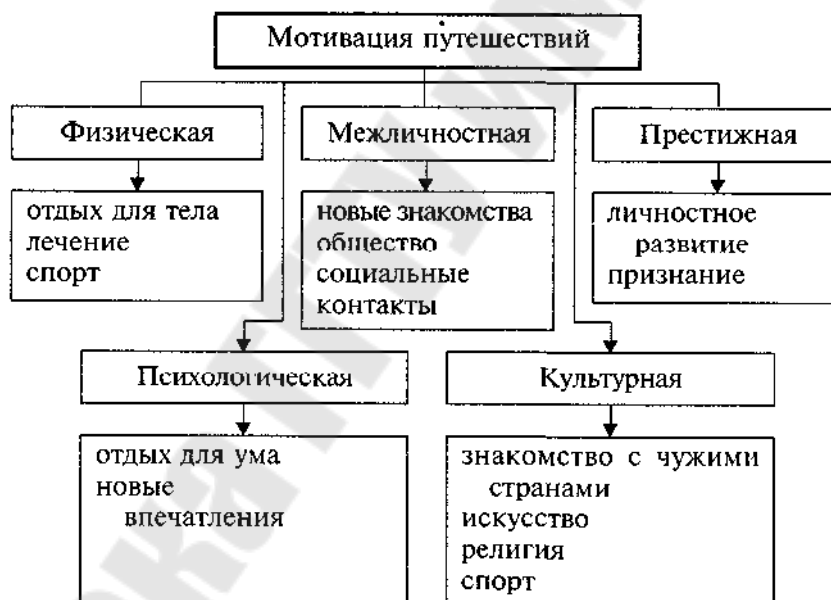 Мотивация путешествий
Физическая
Межличностная
Престижная
отдых для тела
лечение
спорт
новые знакомства
общество
социальные
контакты
личностное
развитие
признание
Психологическая
Культурная
отдых для ума
новые
впечатления
знакомство с чужими
странами
искусство
религия
спорт